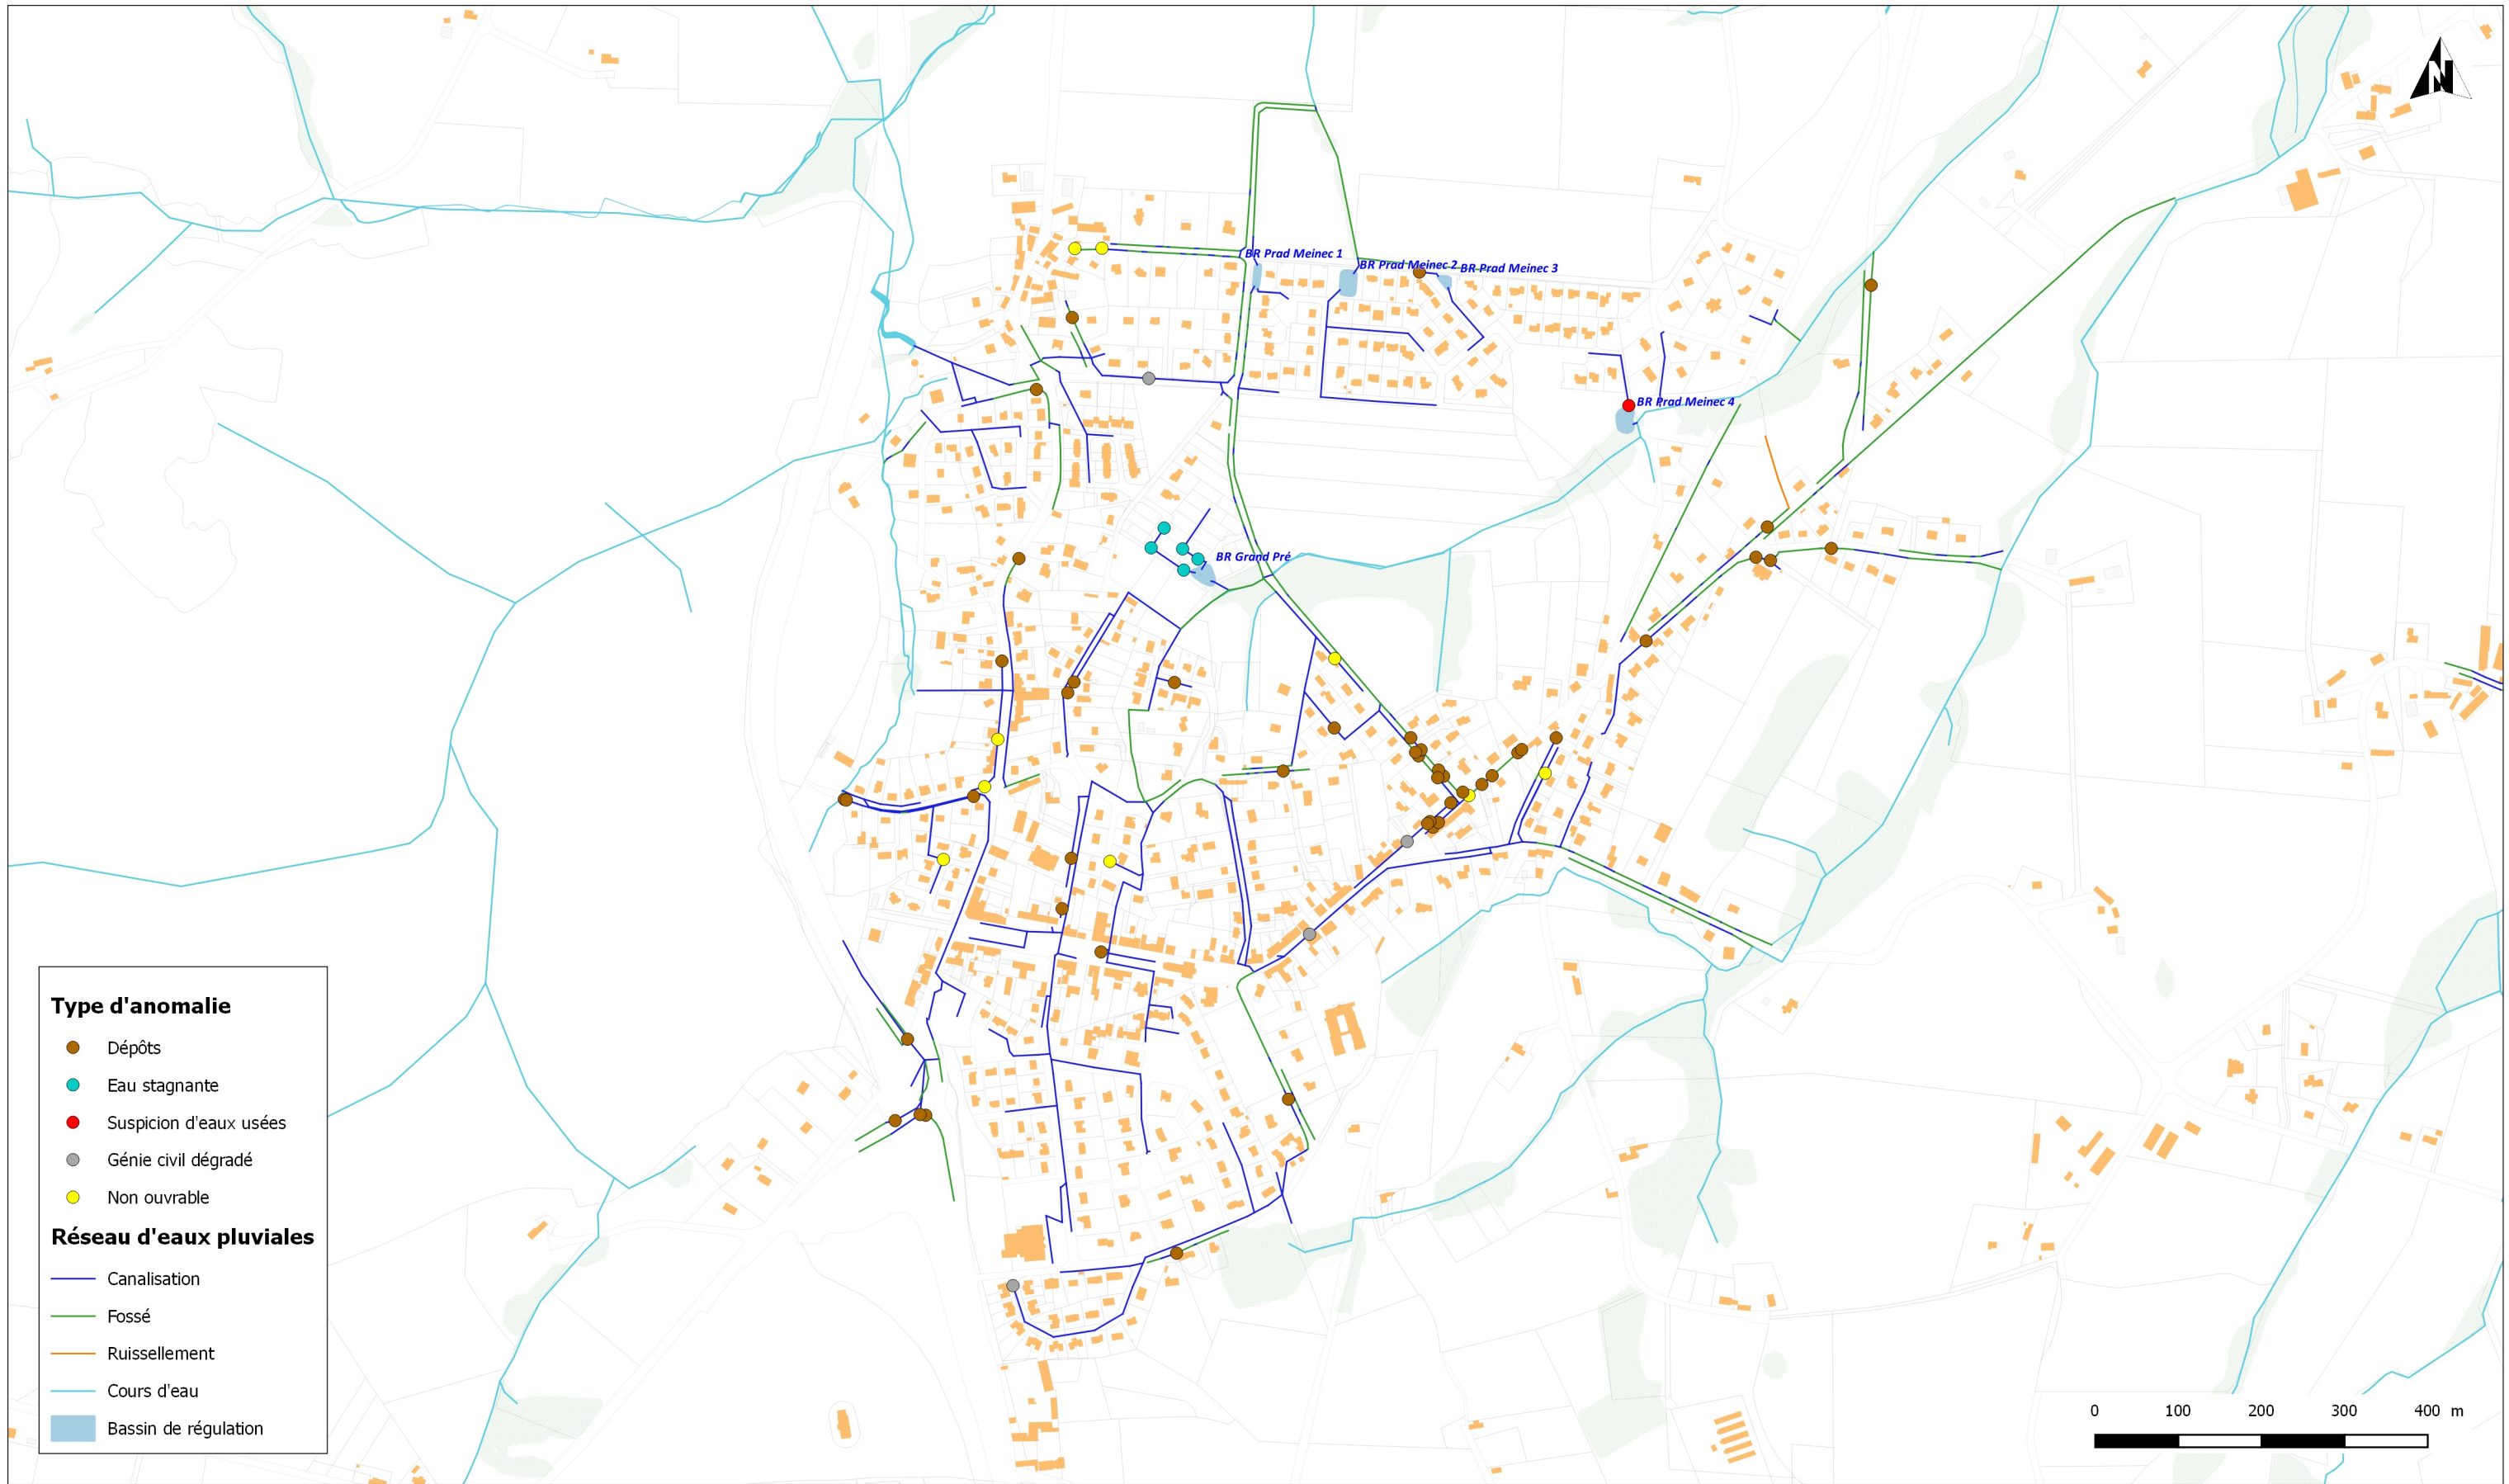 N
BR Prad Meinec 1
BR Prad Meinec 2
BR Prad Meinec 3
BR Prad Meinec 4
BR Grand Pré
Type d'anomalie
Dépôts
Eau stagnante
Suspicion d'eaux usées
Génie civil dégradé
Non ouvrable
Réseau d'eaux pluviales
Canalisation
Fossé
Ruissellement
Cours d'eau
Bassin de régulation
0 100 200 300 400 m